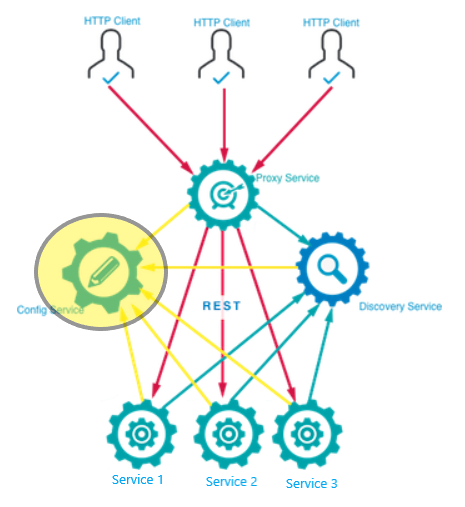 HTTP Client
HTTP Client
HTTP Client
Proxy Service
Config Service
REST
Discovery Service
Service 1
Service 2
Service 3